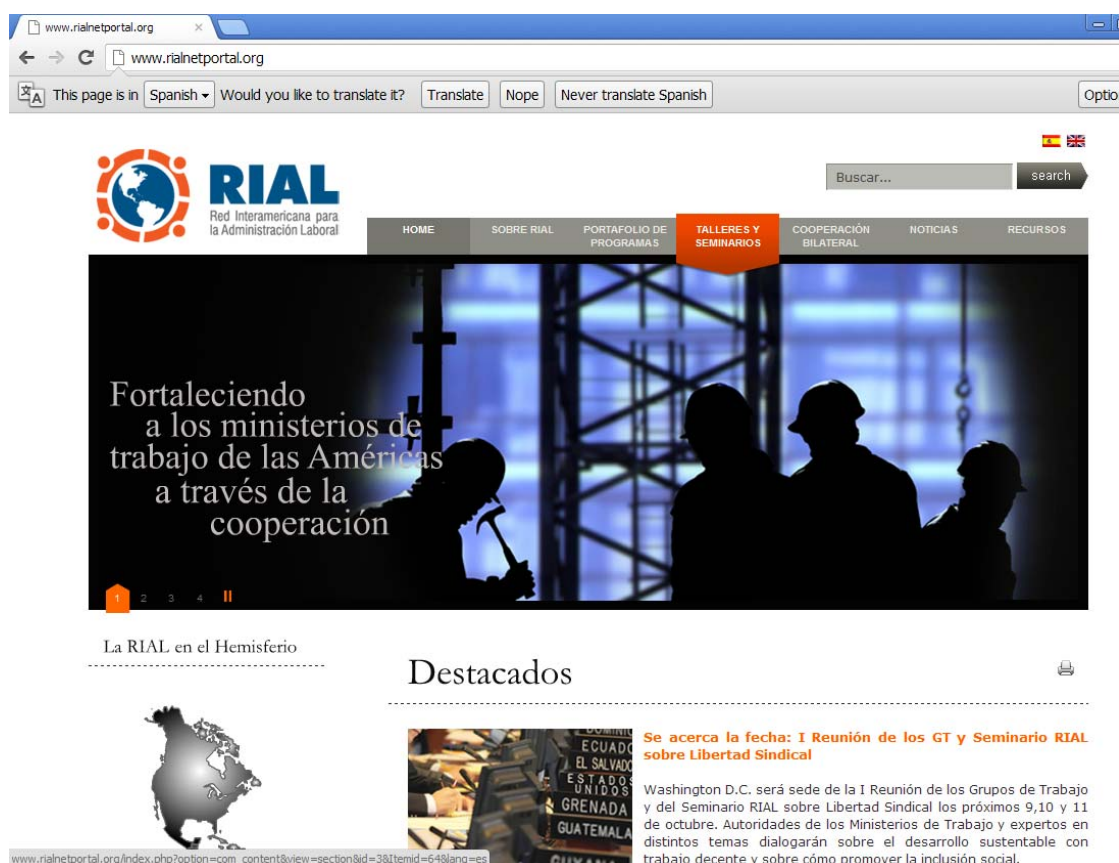 www.rialnetportal.org
www.rialnetportal.org
This page is in Spanish Would you like to translate it? Translate Nope Never translate Spanish
Buscar...
search
RIAL
Red Interamericana para
la Administración Laboral
HOME
SOBRE RIAL
PORTAFOLIO DE
PROGRAMAS
TALLERES Y
SEMINARIOS
COOPERACIÓN
BILATERAL
NOTICIAS
RECURSOS
Fortaleciendo
a los ministerios de
trabajo de las Américas
a través de la
cooperación
1 2 3 4
La RIAL en el Hemisferio
Destacados
ECUADO
EL SALVADO
ESTADOS
UNIDOS
GRENADA
GUATEMALA
Se acerca la fecha: I Reunión de los GT y Seminario RIAL
sobre Libertad Sindical
Washington D.C. será sede de la I Reunión de los Grupos de Trabajo
y del Seminario RIAL sobre Libertad Sindical los próximos 9,10 y 11
de octubre. Autoridades de los Ministerios de Trabajo y expertos en
distintos temas dialogarán sobre el desarrollo sustentable con
trabajo decente y sobre cómo promover la inclusión social.
www.rialnetportal.org/index.php?option=com_content&view=section&id=3&Itemid=64&lang=es